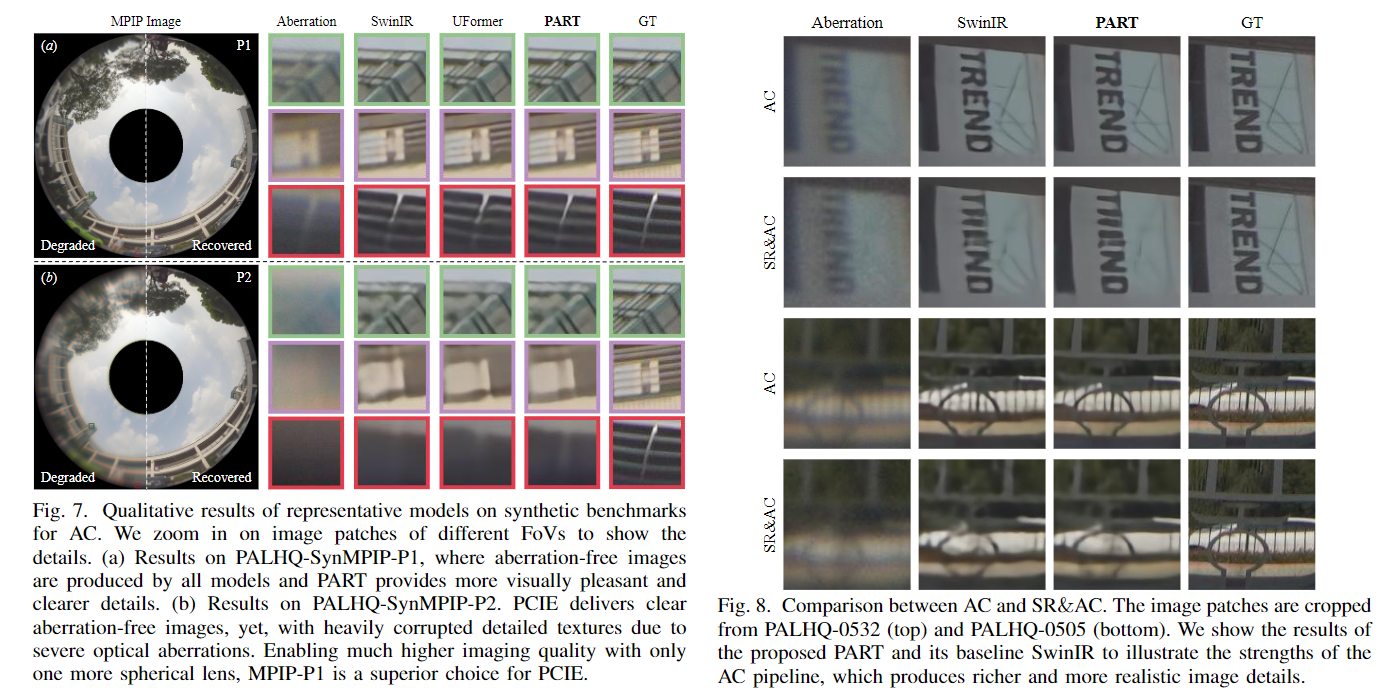 MPIP Image Aberration SwinIR UFormer PART GT
(a) P1
Degraded Recovered
(b) P2
Degraded Recovered
Fig. 7. Qualitative results of representative models on synthetic benchmarks
for AC. We zoom in on image patches of different FoVs to show the
details. (a) Results on PALHQ-SynMPIP-P1, where aberration-free images
are produced by all models and PART provides more visually pleasant and
clearer details. (b) Results on PALHQ-SynMPIP-P2. PCIE delivers clear
aberration-free images, yet, with heavily corrupted detailed textures due to
severe optical aberrations. Enabling much higher imaging quality with only
one more spherical lens, MPIP-P1 is a superior choice for PCIE.
Aberration SwinIR PART GT
AC
TREND
TREND
TREND
TREND
SR&AC
TREND
AC
SR&AC
Fig. 8. Comparison between AC and SR&AC. The image patches are cropped
from PALHQ-0532 (top) and PALHQ-0505 (bottom). We show the results of
the proposed PART and its baseline SwinIR to illustrate the strengths of the
AC pipeline, which produces richer and more realistic image details.